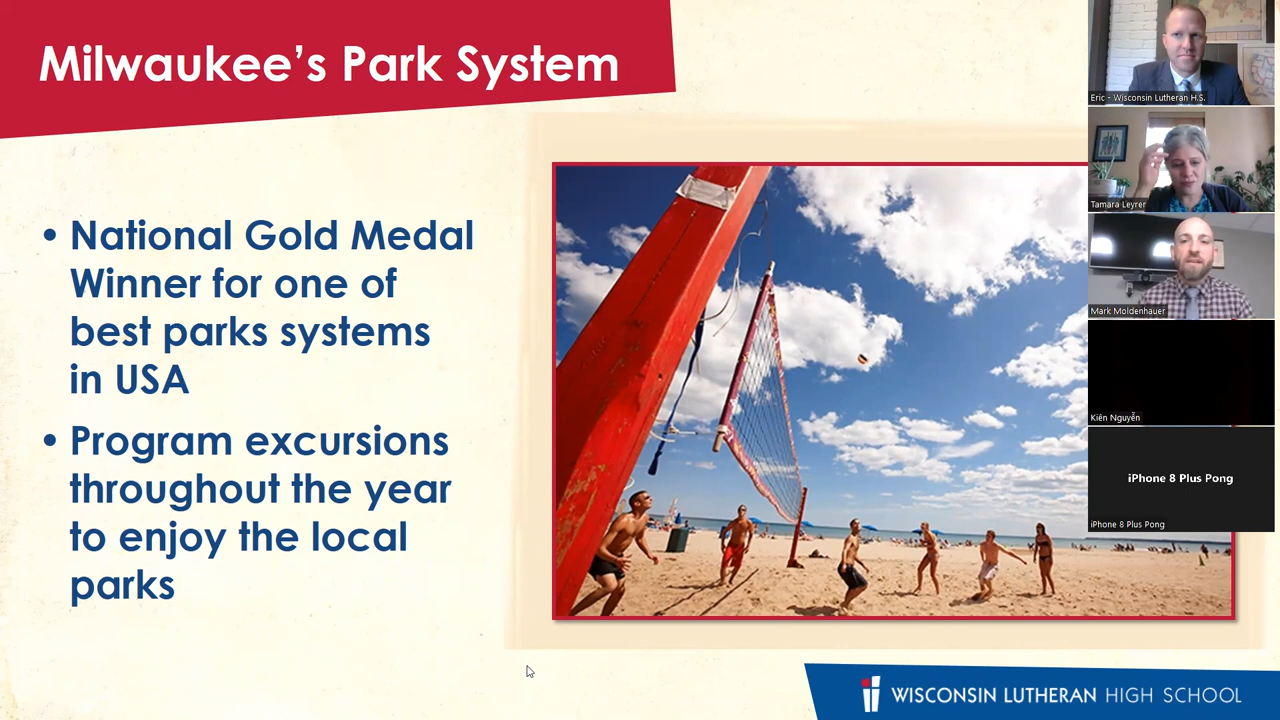 Milwaukee's Park System
• National Gold Medal
Winner for one of
best parks systems
in USA
• Program excursions
throughout the year
to enjoy the local
parks
Eric - Wisconsin Lutheran H.S.
Tamara Leyrer
Mark Moldenhauer
Kiên Nguyễn
iPhone 8 Plus Pong
iPhone 8 Plus Pong
WISCONSIN LUTHERAN HIGH SCHOOL